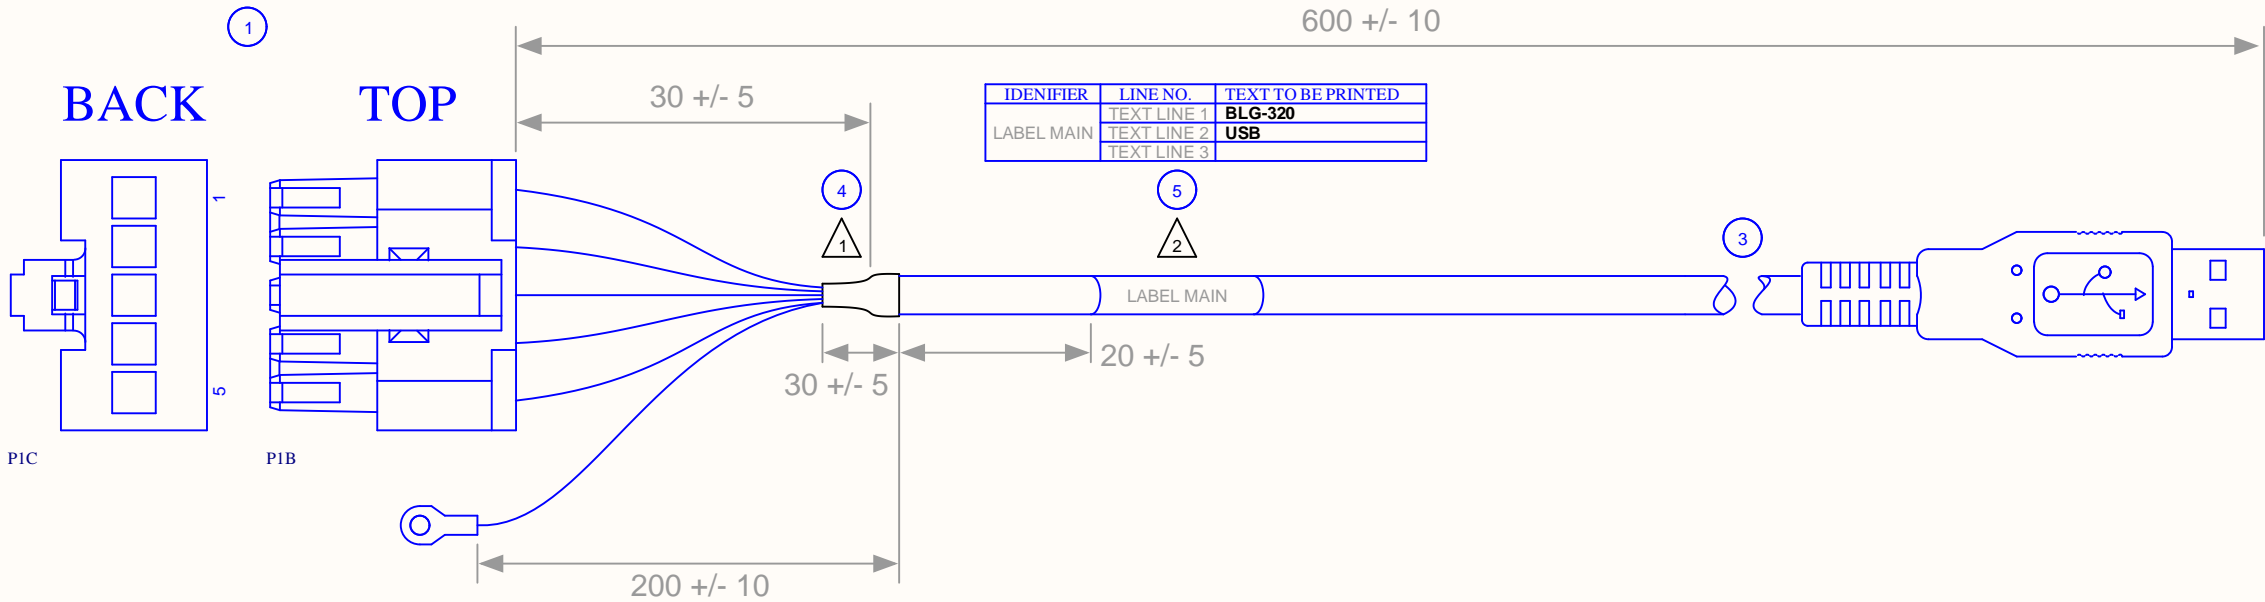 600 +/- 10
1
BACK
TOP
30 +/- 5
IDENIFIER LINE NO. TEXT TO BE PRINTED
LABEL MAIN
TEXT LINE 1 BLG-320
TEXT LINE 2 USB
TEXT LINE 3
4
5
1
2
3
1
5
LABEL MAIN
30 +/- 5
20 +/- 5
P1C
P1B
200 +/- 10